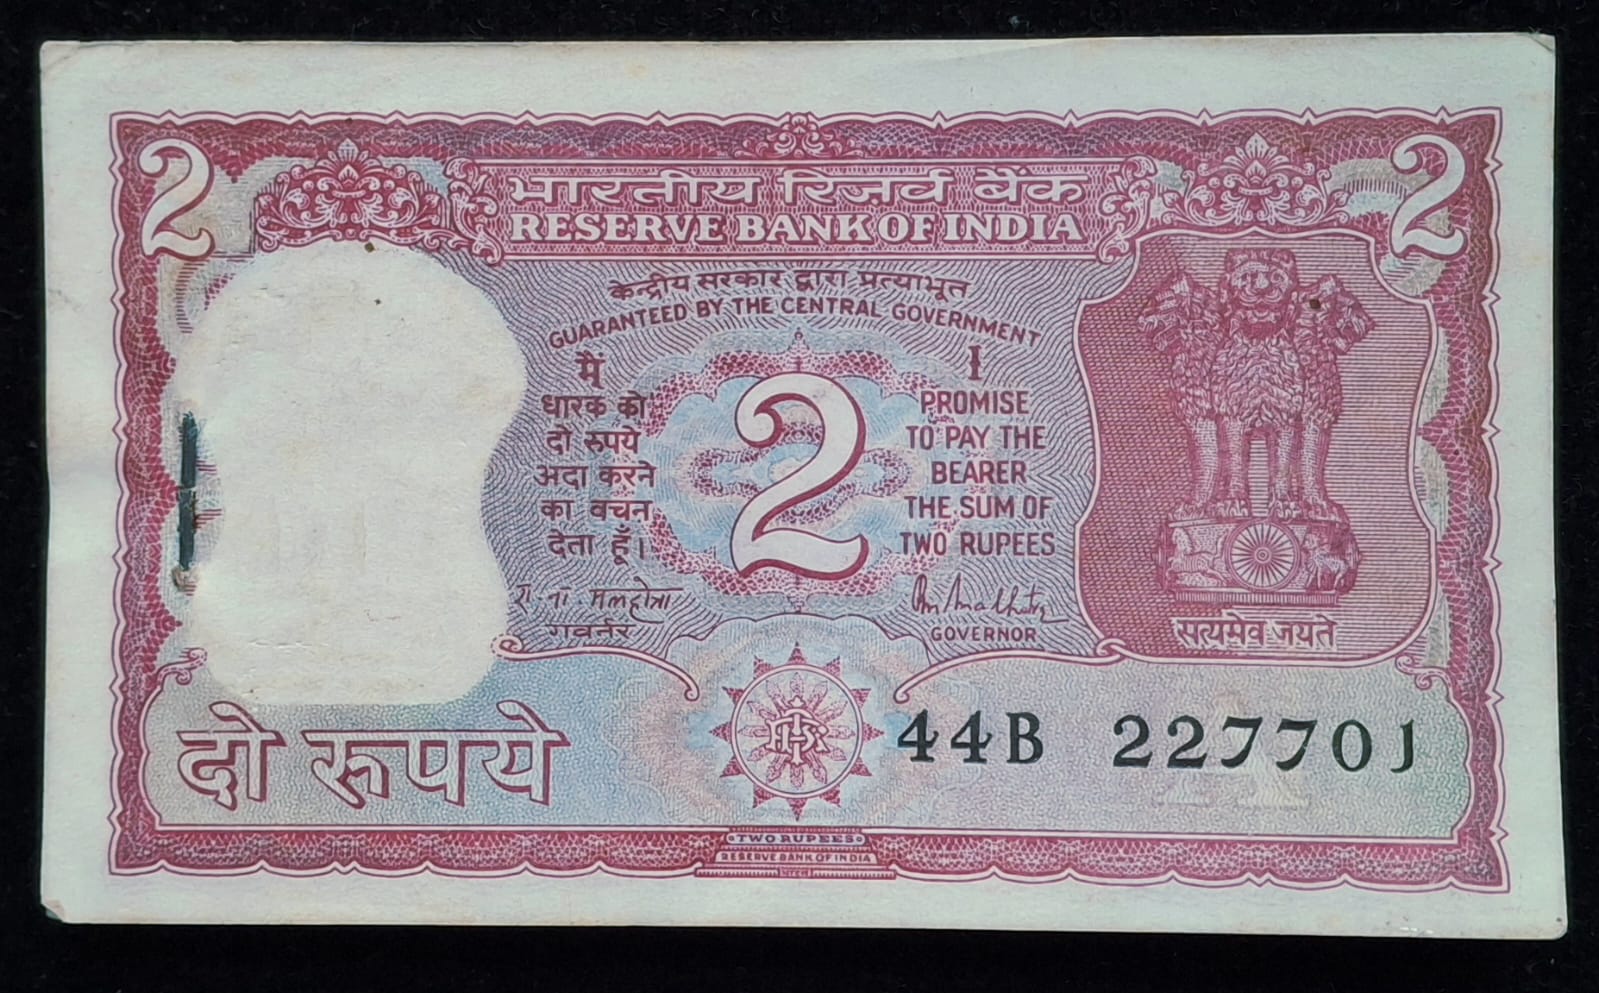 2
2
भारतीय रिज़र्व बैंक
RESERVE BANK OF INDIA
केन्द्रीय सरकार द्वारा प्रत्याभूत
GUARANTEED BY THE CENTRAL GOVERNMENT
मैं
धारक को
दो रुपये
अदा करने
का वचन
देता हूँ।
रा. ना. मलहोत्रा
गवर्नर
2
I
PROMISE
TO PAY THE
BEARER
THE SUM OF
TWO RUPEES
GOVERNOR
सत्यमेव जयते
दो रूपये
44B 227701
A
TWO RUPEES
RESERVE BANK OF INDIA